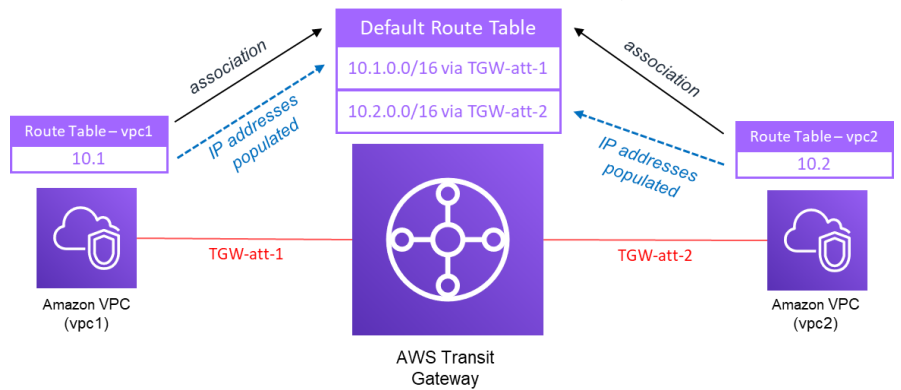 Default Route Table
10.1.0.0/16 via TGW-att-1
10.2.0.0/16 via TGW-att-2
association
association
IP addresses
populated
IP addresses
populated
Route Table – vpc1
10.1
Route Table – vpc2
10.2
TGW-att-1
TGW-att-2
Amazon VPC
(vpc1)
Amazon VPC
(vpc2)
AWS Transit
Gateway